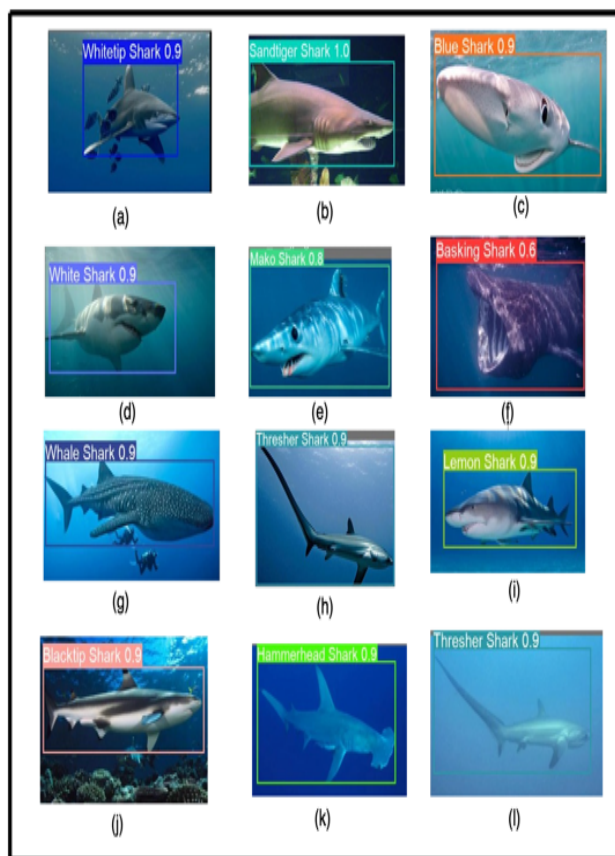 Whitetip Shark 0.9
Sandtiger Shark 1.0
Blue Shark 0.9
(a)
(b)
(c)
White Shark 0.9
Mako Shark 0.8
Basking Shark 0.6
(d)
(e)
(f)
Whale Shark 0.9
Thresher Shark 0.9
Lemon Shark 0.9
(g)
(h)
(i)
Blacktip Shark 0.9
Hammerhead Shark 0.9
Thresher Shark 0.9
(j)
(k)
(l)